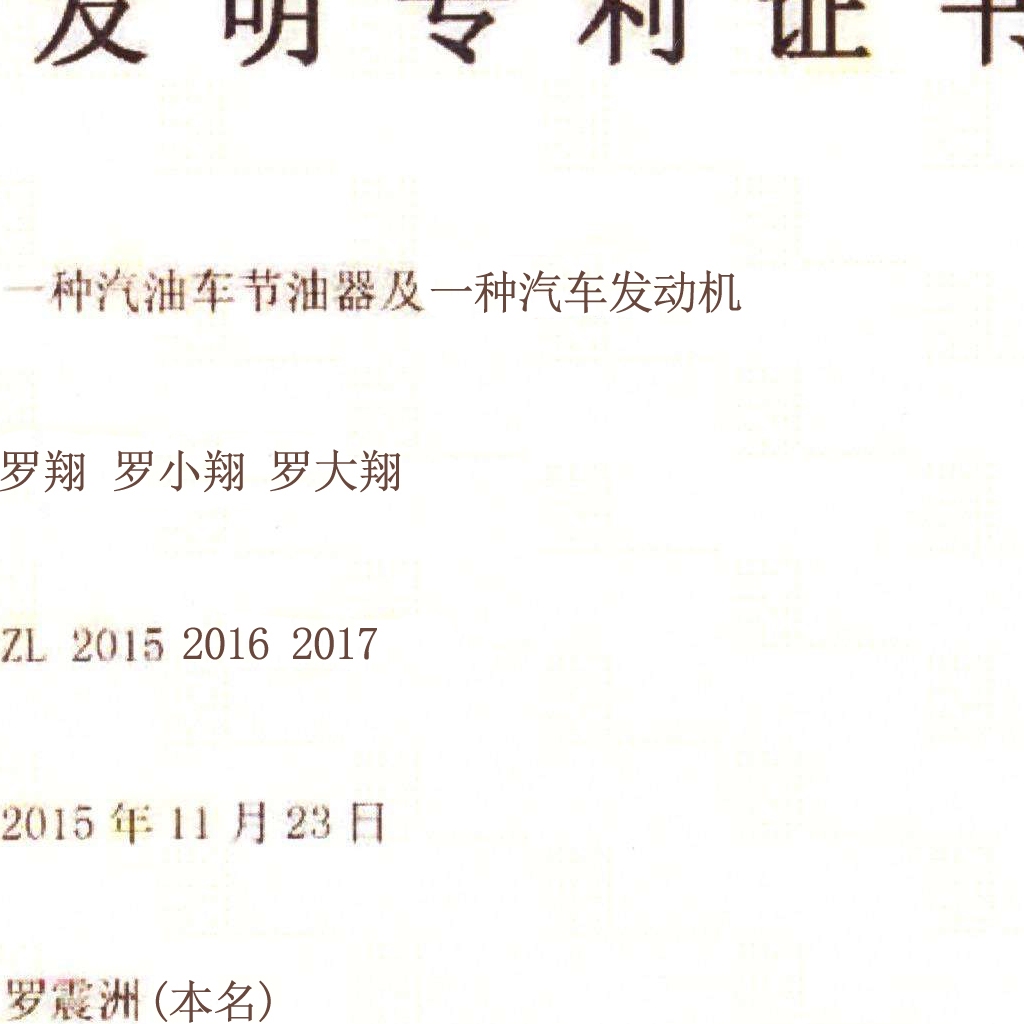 发明专利证书
一种汽油车节油器及一种汽车发动机
罗翔 罗小翔 罗大翔
ZL 2015 2016 2017
2015 年 11 月 23 日
罗震洲(本名)